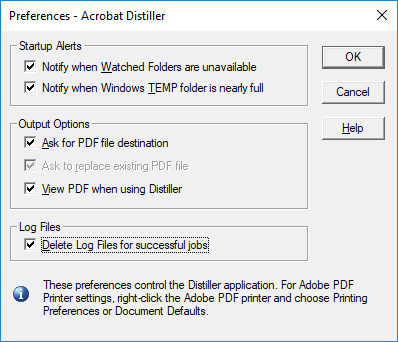 Preferences - Acrobat Distiller
Startup Alerts
Notify when Watched Folders are unavailable
Notify when Windows TEMP folder is nearly full
OK
Cancel
Help
Output Options
Ask for PDF file destination
Ask to replace existing PDF file
View PDF when using Distiller
Log Files
Delete Log Files for successful jobs
These preferences control the Distiller application. For Adobe PDF
Printer settings, right-click the Adobe PDF printer and choose Printing
Preferences or Document Defaults.